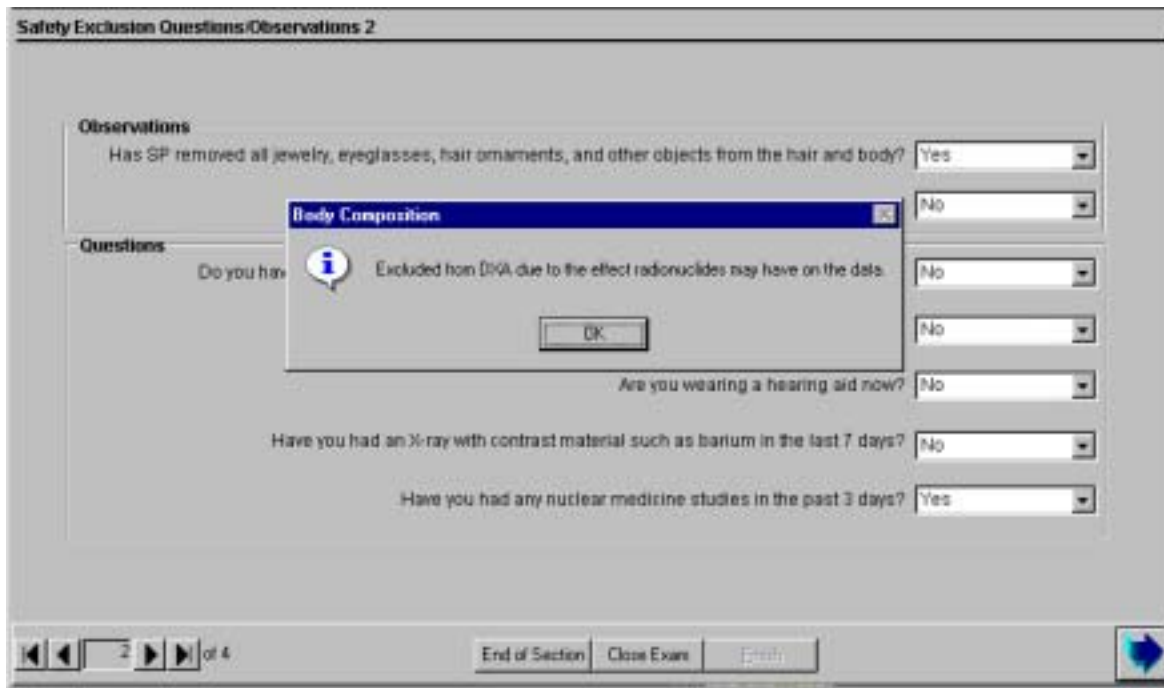 Safety Exclusion Questions/Observations 2
Observations
Has SP removed all jewelry, eyeglasses, hair ornaments, and other objects from the hair and body? Yes
No
Body Composition
Questions
Excluded from DXA due to the effect radionuclides may have on the data.
Do you hav
No
OK
No
Are you wearing a hearing aid now? No
Have you had an X-ray with contrast material such as barium in the last 7 days? No
Have you had any nuclear medicine studies in the past 3 days? Yes
2 of 4
End of Section Close Exam Finish